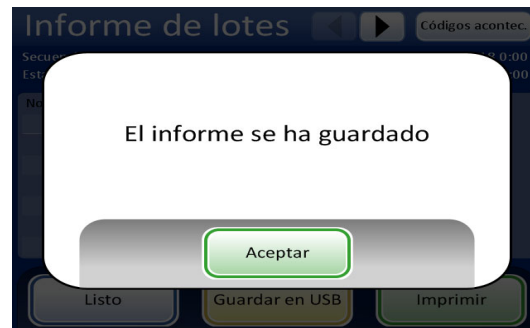 Informe de lotes
Códigos acontec.
El informe se ha guardado
Aceptar
Listo
Guardar en USB
Imprimir